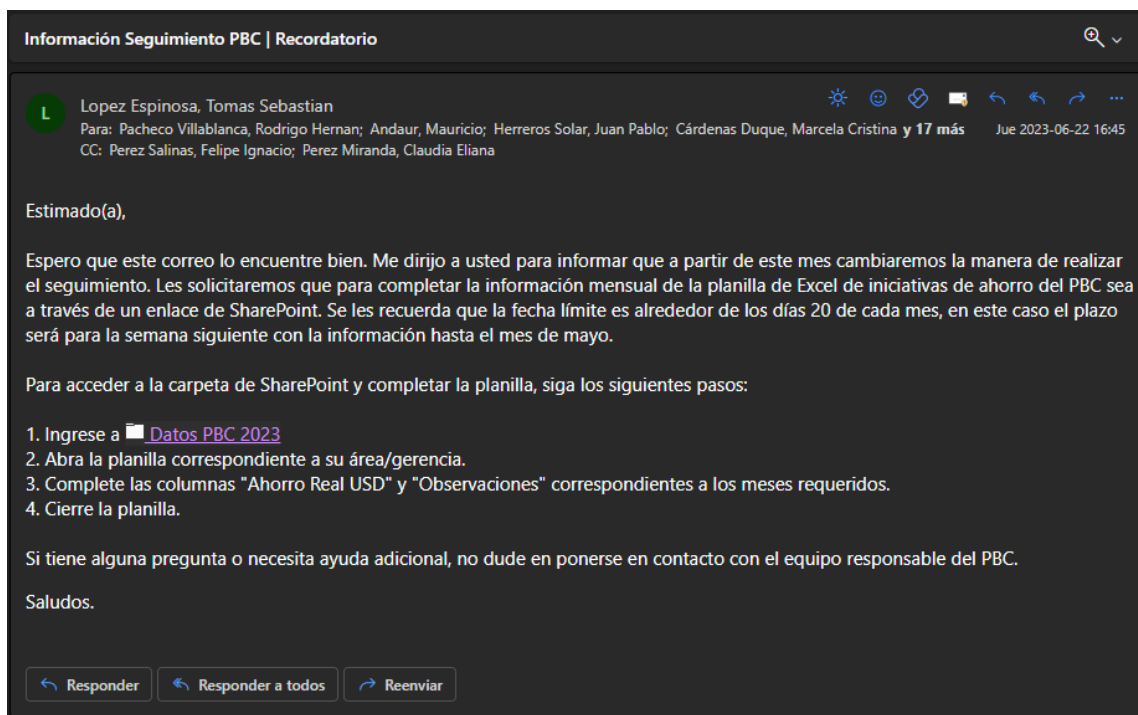 Información Seguimiento PBC | Recordatorio
L
Lopez Espinosa, Tomas Sebastian
Para: Pacheco Villablanca, Rodrigo Hernan; Andaur, Mauricio; Herreros Solar, Juan Pablo; Cárdenas Duque, Marcela Cristina y 17 más
Jue 2023-06-22 16:45
CC: Perez Salinas, Felipe Ignacio; Perez Miranda, Claudia Eliana
Estimado(a),
Espero que este correo lo encuentre bien. Me dirijo a usted para informar que a partir de este mes cambiaremos la manera de realizar
el seguimiento. Les solicitaremos que para completar la información mensual de la planilla de Excel de iniciativas de ahorro del PBC sea
a través de un enlace de SharePoint. Se les recuerda que la fecha límite es alrededor de los días 20 de cada mes, en este caso el plazo
será para la semana siguiente con la información hasta el mes de mayo.
Para acceder a la carpeta de SharePoint y completar la planilla, siga los siguientes pasos:
1. Ingrese a Datos PBC 2023
2. Abra la planilla correspondiente a su área/gerencia.
3. Complete las columnas "Ahorro Real USD" y "Observaciones" correspondientes a los meses requeridos.
4. Cierre la planilla.
Si tiene alguna pregunta o necesita ayuda adicional, no dude en ponerse en contacto con el equipo responsable del PBC.
Saludos.
Responder
Responder a todos
Reenviar